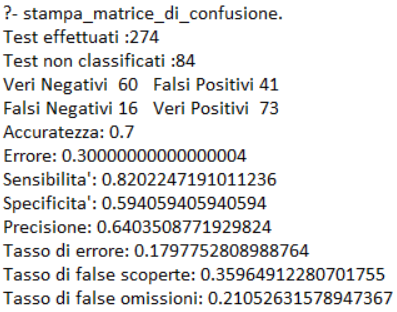 ?- stampa_matrice_di_confusione.
Test effettuati :274
Test non classificati :84
Veri Negativi 60 Falsi Positivi 41
Falsi Negativi 16 Veri Positivi 73
Accuratezza: 0.7
Errore: 0.30000000000000004
Sensibilita': 0.8202247191011236
Specificita': 0.594059405940594
Precisione: 0.6403508771929824
Tasso di errore: 0.1797752808988764
Tasso di false scoperte: 0.35964912280701755
Tasso di false omissioni: 0.21052631578947367